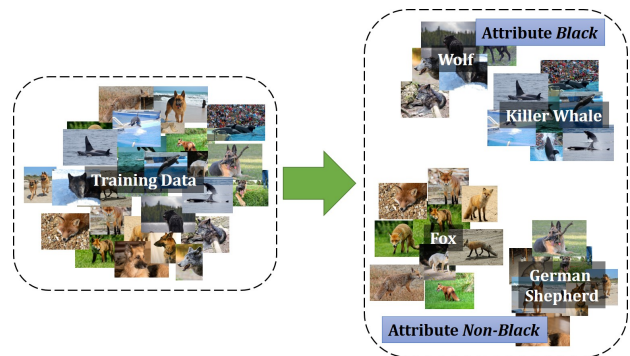 Attribute Black
Wolf
Killer Whale
Training Data
Fox
German
Shepherd
Attribute Non-Black